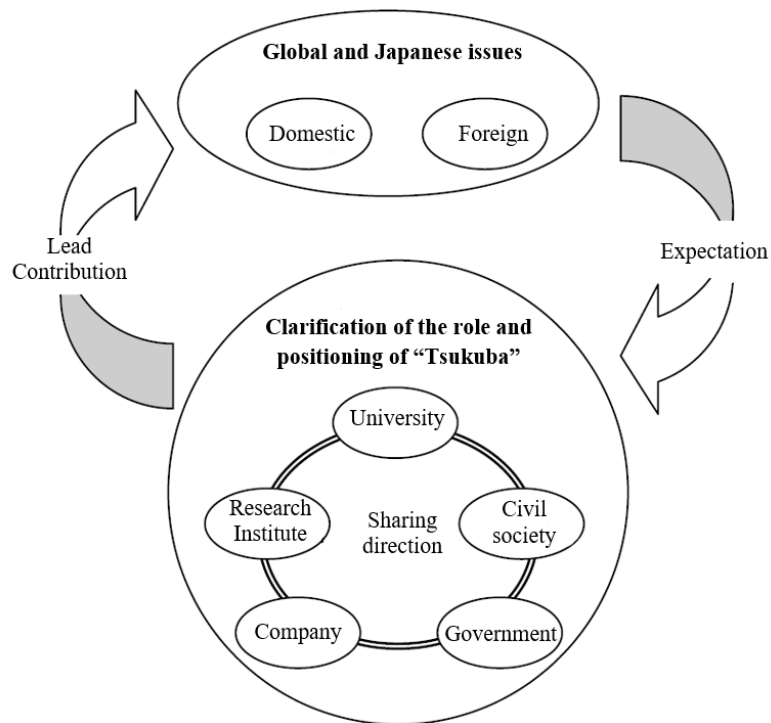 Global and Japanese issues
Domestic
Foreign
Lead
Contribution
Expectation
Clarification of the role and
positioning of “Tsukuba”
University
Research
Institute
Sharing
direction
Civil
society
Company
Government